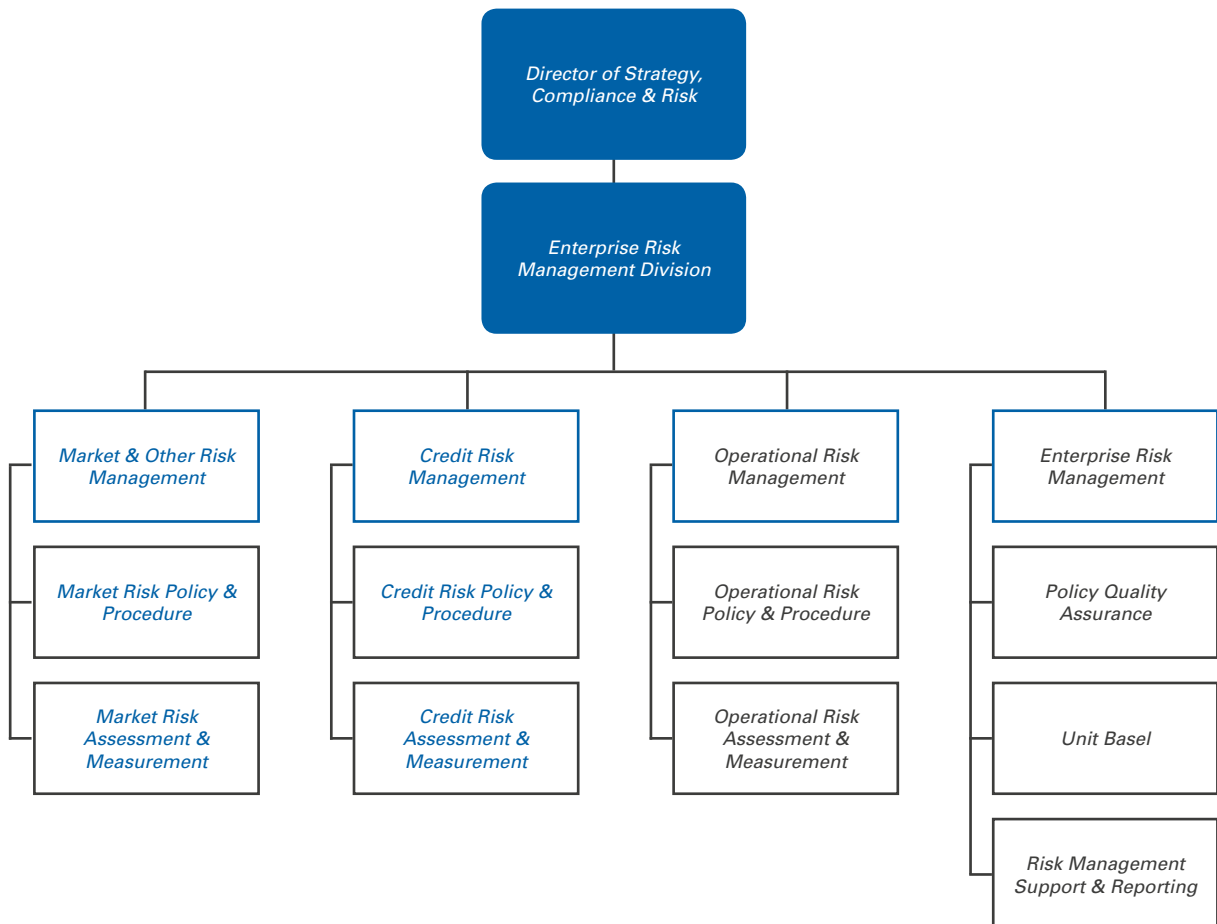 Director of Strategy,
Compliance & Risk
Enterprise Risk
Management Division
Market & Other Risk
Management
Credit Risk
Management
Operational Risk
Management
Enterprise Risk
Management
Market Risk Policy &
Procedure
Credit Risk Policy &
Procedure
Operational Risk
Policy & Procedure
Policy Quality
Assurance
Market Risk
Assessment &
Measurement
Credit Risk
Assessment &
Measurement
Operational Risk
Assessment &
Measurement
Unit Basel
Risk Management
Support & Reporting